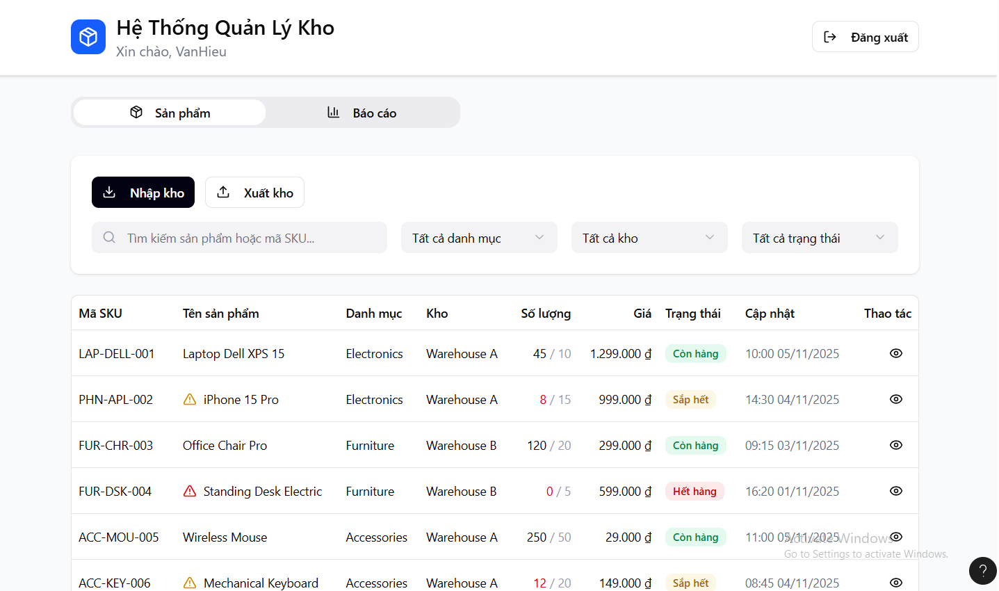 Hệ Thống Quản Lý Kho
Xin chào, VanHieu
Đăng xuất
Sản phẩm
Báo cáo
Nhập kho
Xuất kho
Tìm kiếm sản phẩm hoặc mã SKU...
Tất cả danh mục
Tất cả kho
Tất cả trạng thái
Mã SKU Tên sản phẩm Danh mục Kho Số lượng Giá Trạng thái Cập nhật Thao tác
LAP-DELL-001 Laptop Dell XPS 15 Electronics Warehouse A 45 / 10 1.299.000 ₫ Còn hàng 10:00 05/11/2025
PHN-APL-002 iPhone 15 Pro Electronics Warehouse A 8 / 15 999.000 ₫ Sắp hết 14:30 04/11/2025
FUR-CHR-003 Office Chair Pro Furniture Warehouse B 120 / 20 299.000 ₫ Còn hàng 09:15 03/11/2025
FUR-DSK-004 Standing Desk Electric Furniture Warehouse B 0 / 5 599.000 ₫ Hết hàng 16:20 01/11/2025
ACC-MOU-005 Wireless Mouse Accessories Warehouse A 250 / 50 29.000 ₫ Còn hàng 11:00 05/11/2025
Activate Windows
Go to Settings to activate Windows.
ACC-KEY-006 Mechanical Keyboard Accessories Warehouse A 12 / 20 149.000 ₫ Sắp hết 08:45 04/11/2025
?